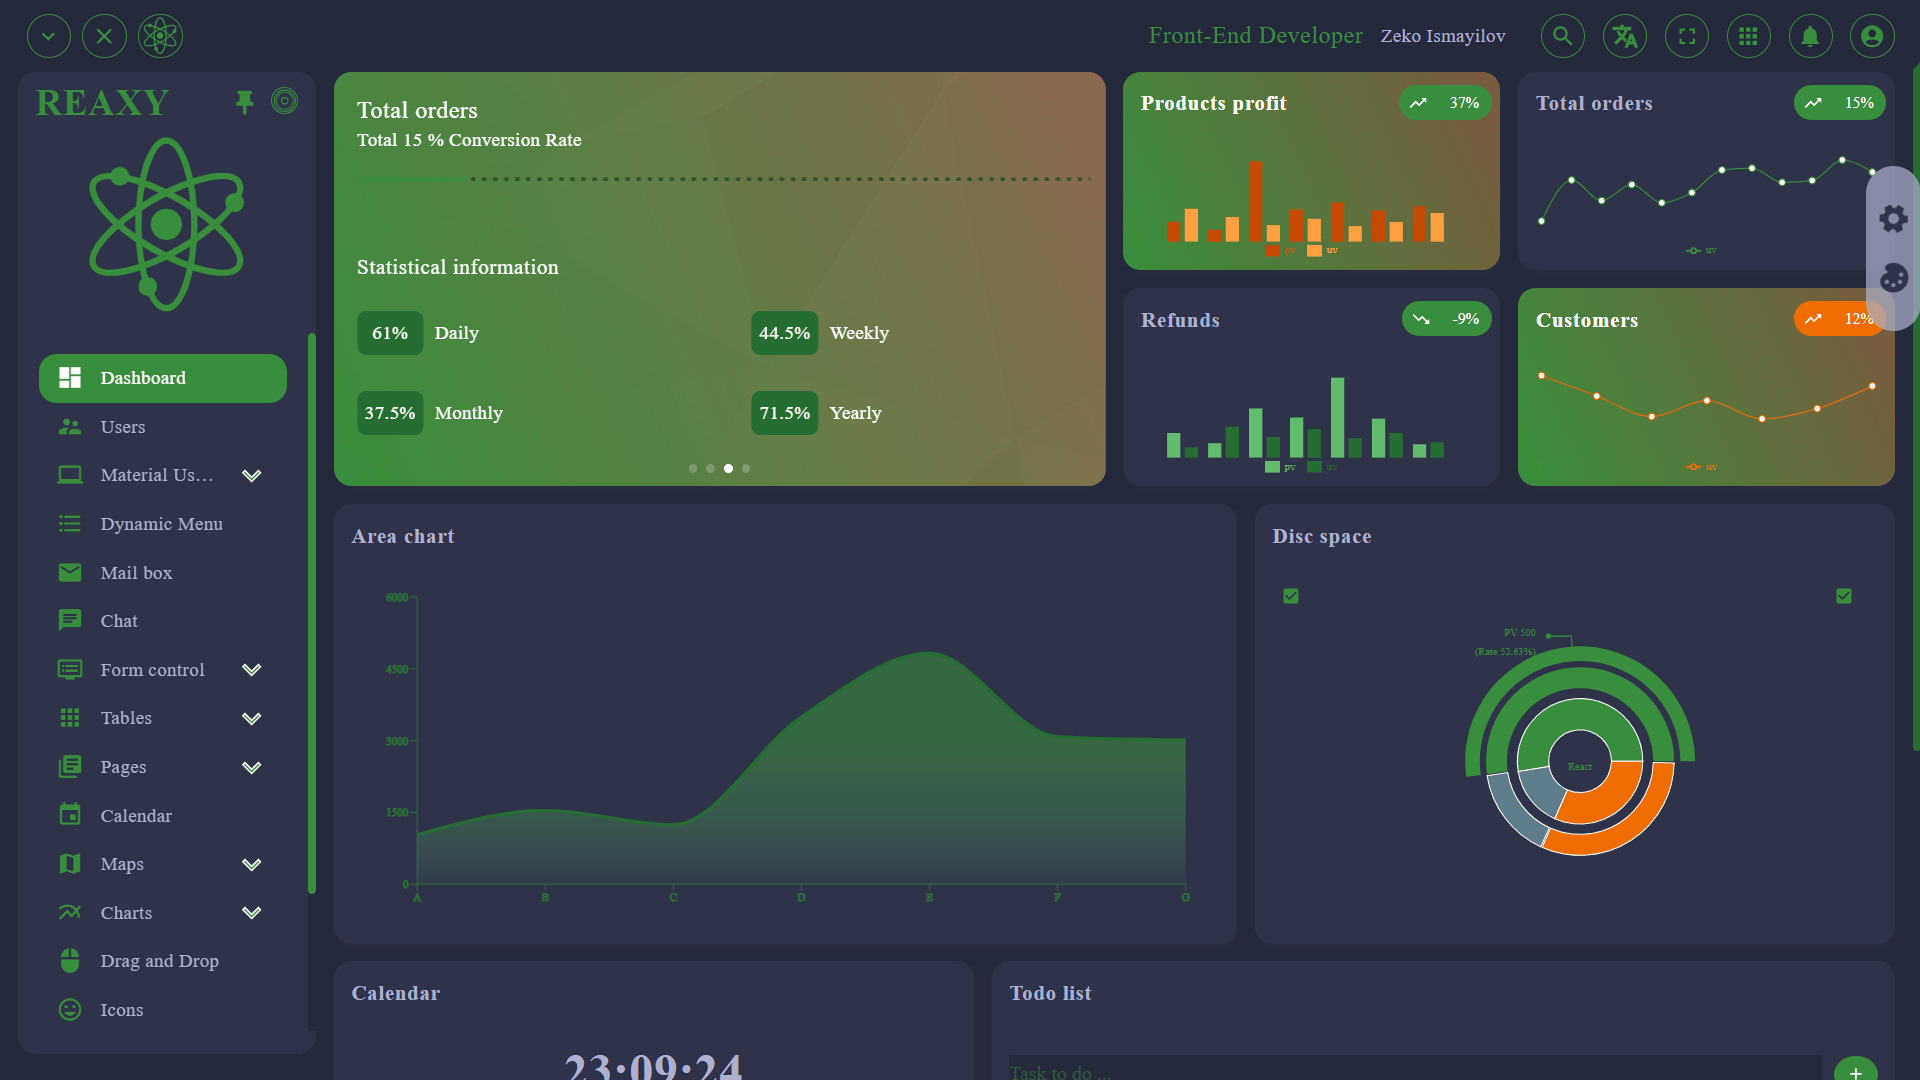 Front-End Developer Zeko Ismayilov
REAXY
Dashboard
Users
Material Us...
Dynamic Menu
Mail box
Chat
Form control
Tables
Pages
Calendar
Maps
Charts
Drag and Drop
Icons
Total orders
Total 15 % Conversion Rate
Statistical information
61% Daily
44.5% Weekly
37.5% Monthly
71.5% Yearly
Products profit
37%
pv uv
Total orders
15%
uv
Refunds
-9%
pv uv
Customers
12%
uv
Area chart
6000
4500
3000
1500
0
A B C D E F G
Disc space
PV 500
(Rate 52.63%)
React
Calendar
23:09:24
Todo list
Task to do ...